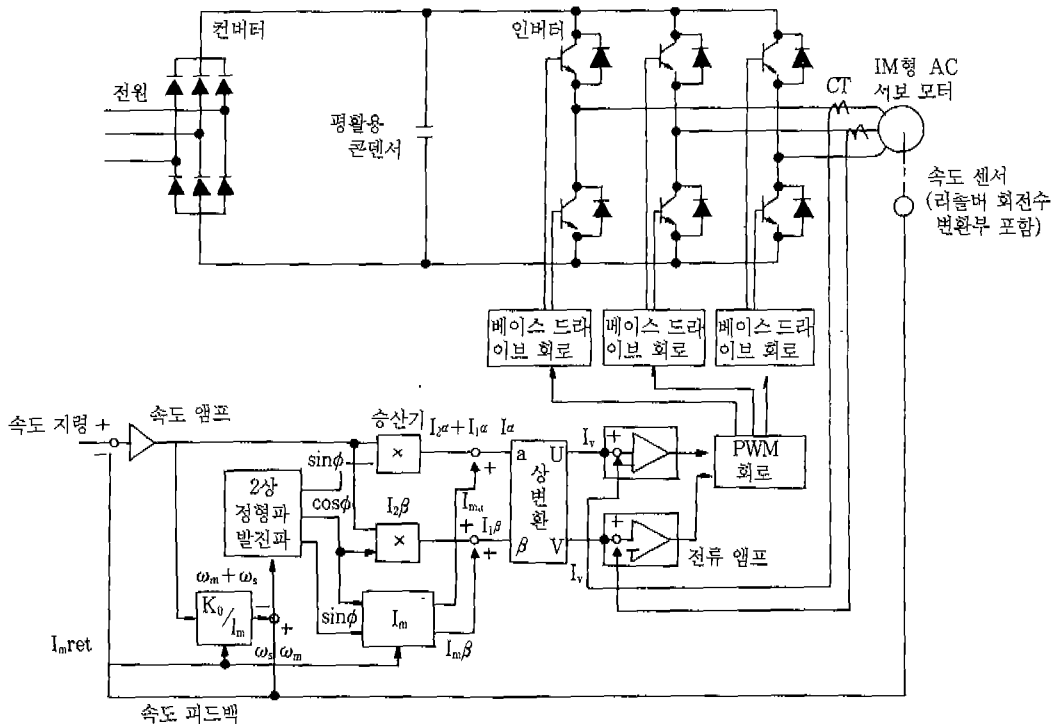 컨버터
인버터
전원
평활용
콘덴서
CT
IM형 AC
서보 모터
속도 센서
(리졸버 회전수
변환부 포함)
베이스 드라
이브 회로
베이스 드라
이브 회로
베이스 드라
이브 회로
속도 지령 +
−
속도 앰프
승산기
I₂α + I₁α Iα
sinφ
×
+
a U
상
변
환
β V
Iᵥ
+
PWM
회로
2상
정형파
발진파
cosφ
I₂β
×
Iₘα
+ I₁β
+
Iᵥ
+
전류 앰프
ωₘ + ωₛ
K₀/Iₘ
−
+
sinφ
Iₘ
Iₘβ
Iₘret
ωₛ ωₘ
속도 피드백